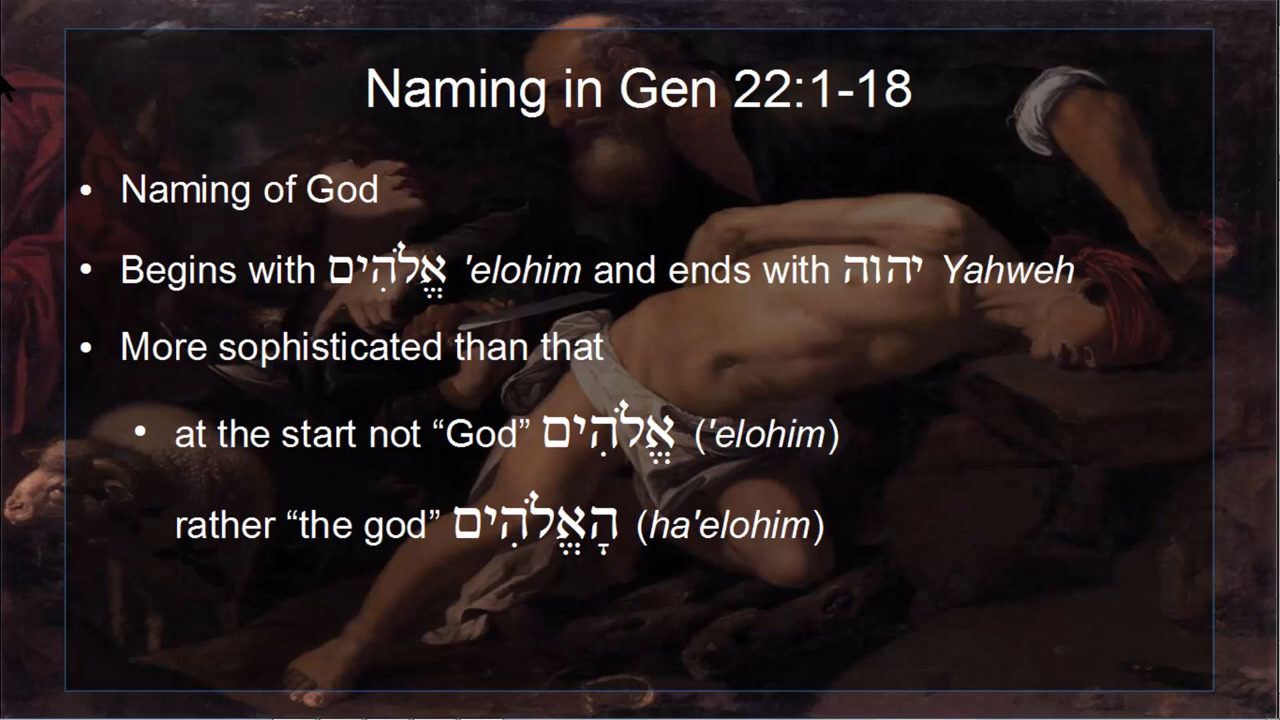 Naming in Gen 22:1-18
• Naming of God
• Begins with אֱלֹהִים 'elohim and ends with יהוה Yahweh
• More sophisticated than that
• at the start not “God” אֱלֹהִים ('elohim)
rather “the god” הָאֱלֹהִים (ha'elohim)